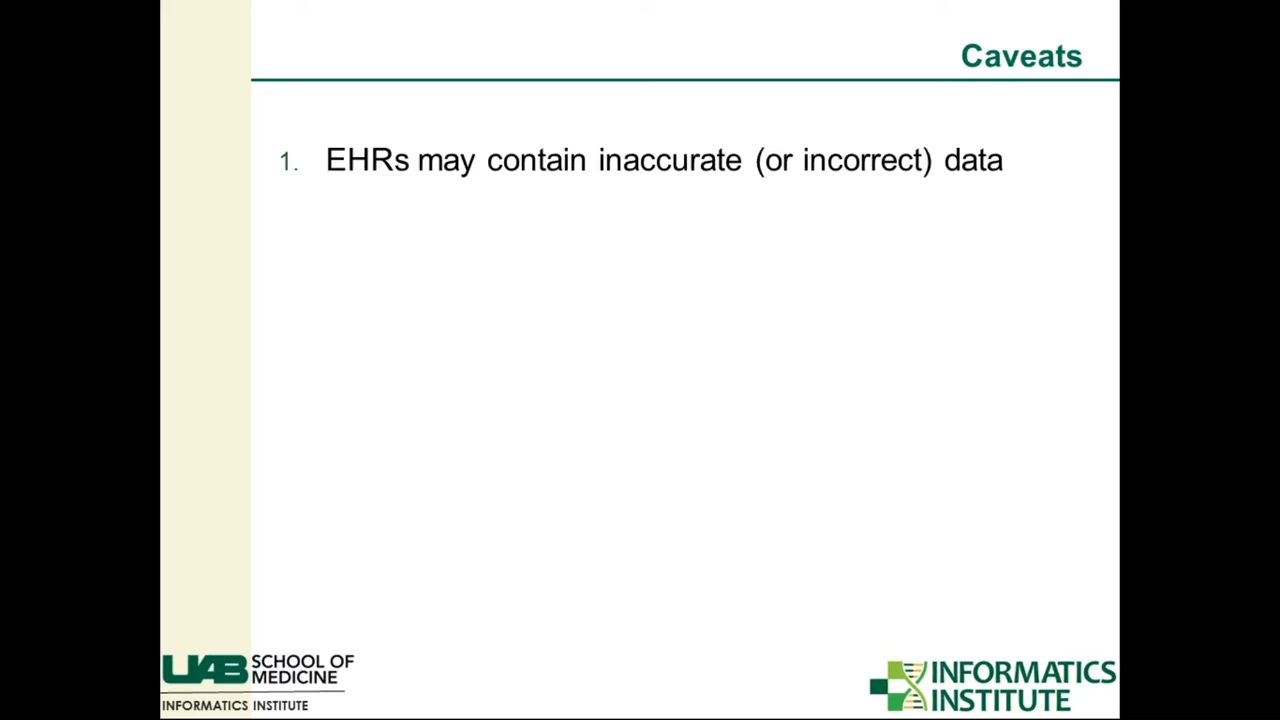 Caveats
1. EHRs may contain inaccurate (or incorrect) data
UAB SCHOOL OF
MEDICINE
INFORMATICS INSTITUTE
INFORMATICS
INSTITUTE